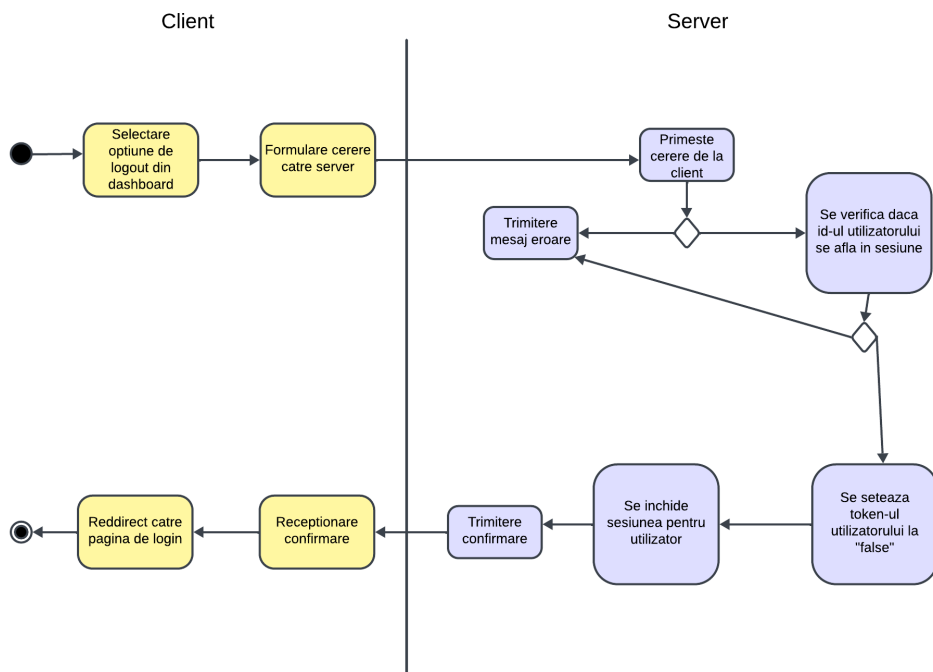 Client
Server
Selectare
optiune de
logout din
dashboard
Formulare cerere
catre server
Primeste
cerere de la
client
Trimitere
mesaj eroare
Se verifica daca
id-ul utilizatorului
se afla in sesiune
Se seteaza
token-ul
utilizatorului la
"false"
Se inchide
sesiunea pentru
utilizator
Trimitere
confirmare
Receptionare
confirmare
Reddirect catre
pagina de login